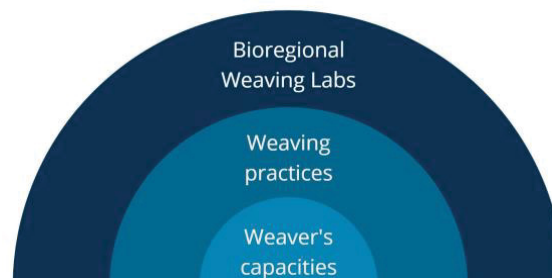 Bioregional
Weaving Labs
Weaving
practices
Weaver's
capacities